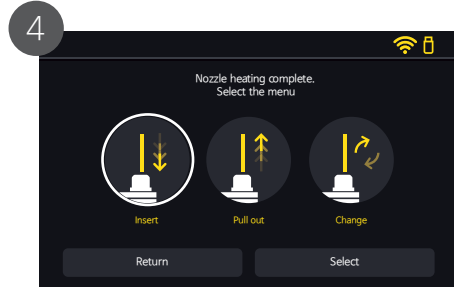 4
Nozzle heating complete.
Select the menu
Insert
Pull out
Change
Return
Select